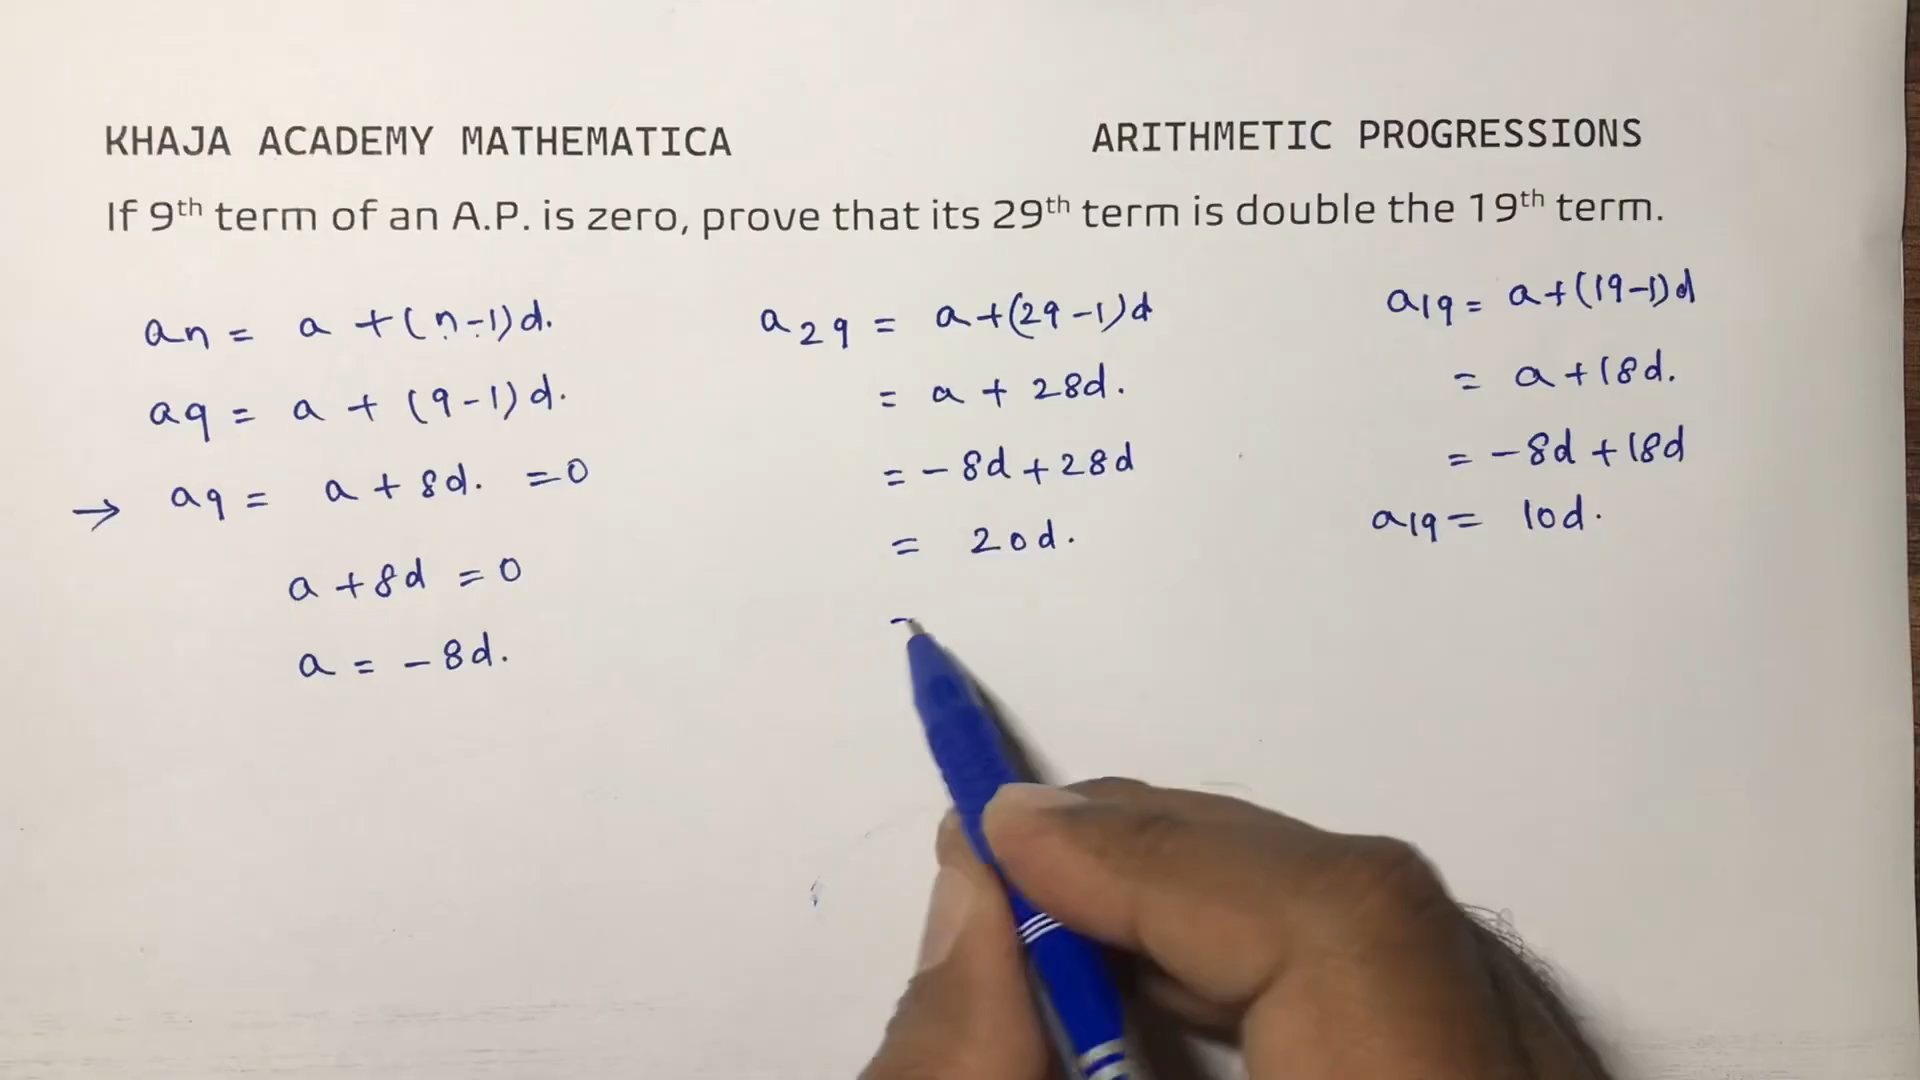 KHAJA ACADEMY MATHEMATICA
ARITHMETIC PROGRESSIONS
If 9th term of an A.P. is zero, prove that its 29th term is double the 19th term.
an = a + (n-1)d.
a9 = a + (9-1)d.
→ a9 = a + 8d. = 0
a + 8d = 0
a = -8d.
a29 = a+(29-1)d
= a + 28d.
= -8d + 28d
= 20d.
a19 = a+(19-1)d
= a+18d.
= -8d +18d
a19 = 10d.